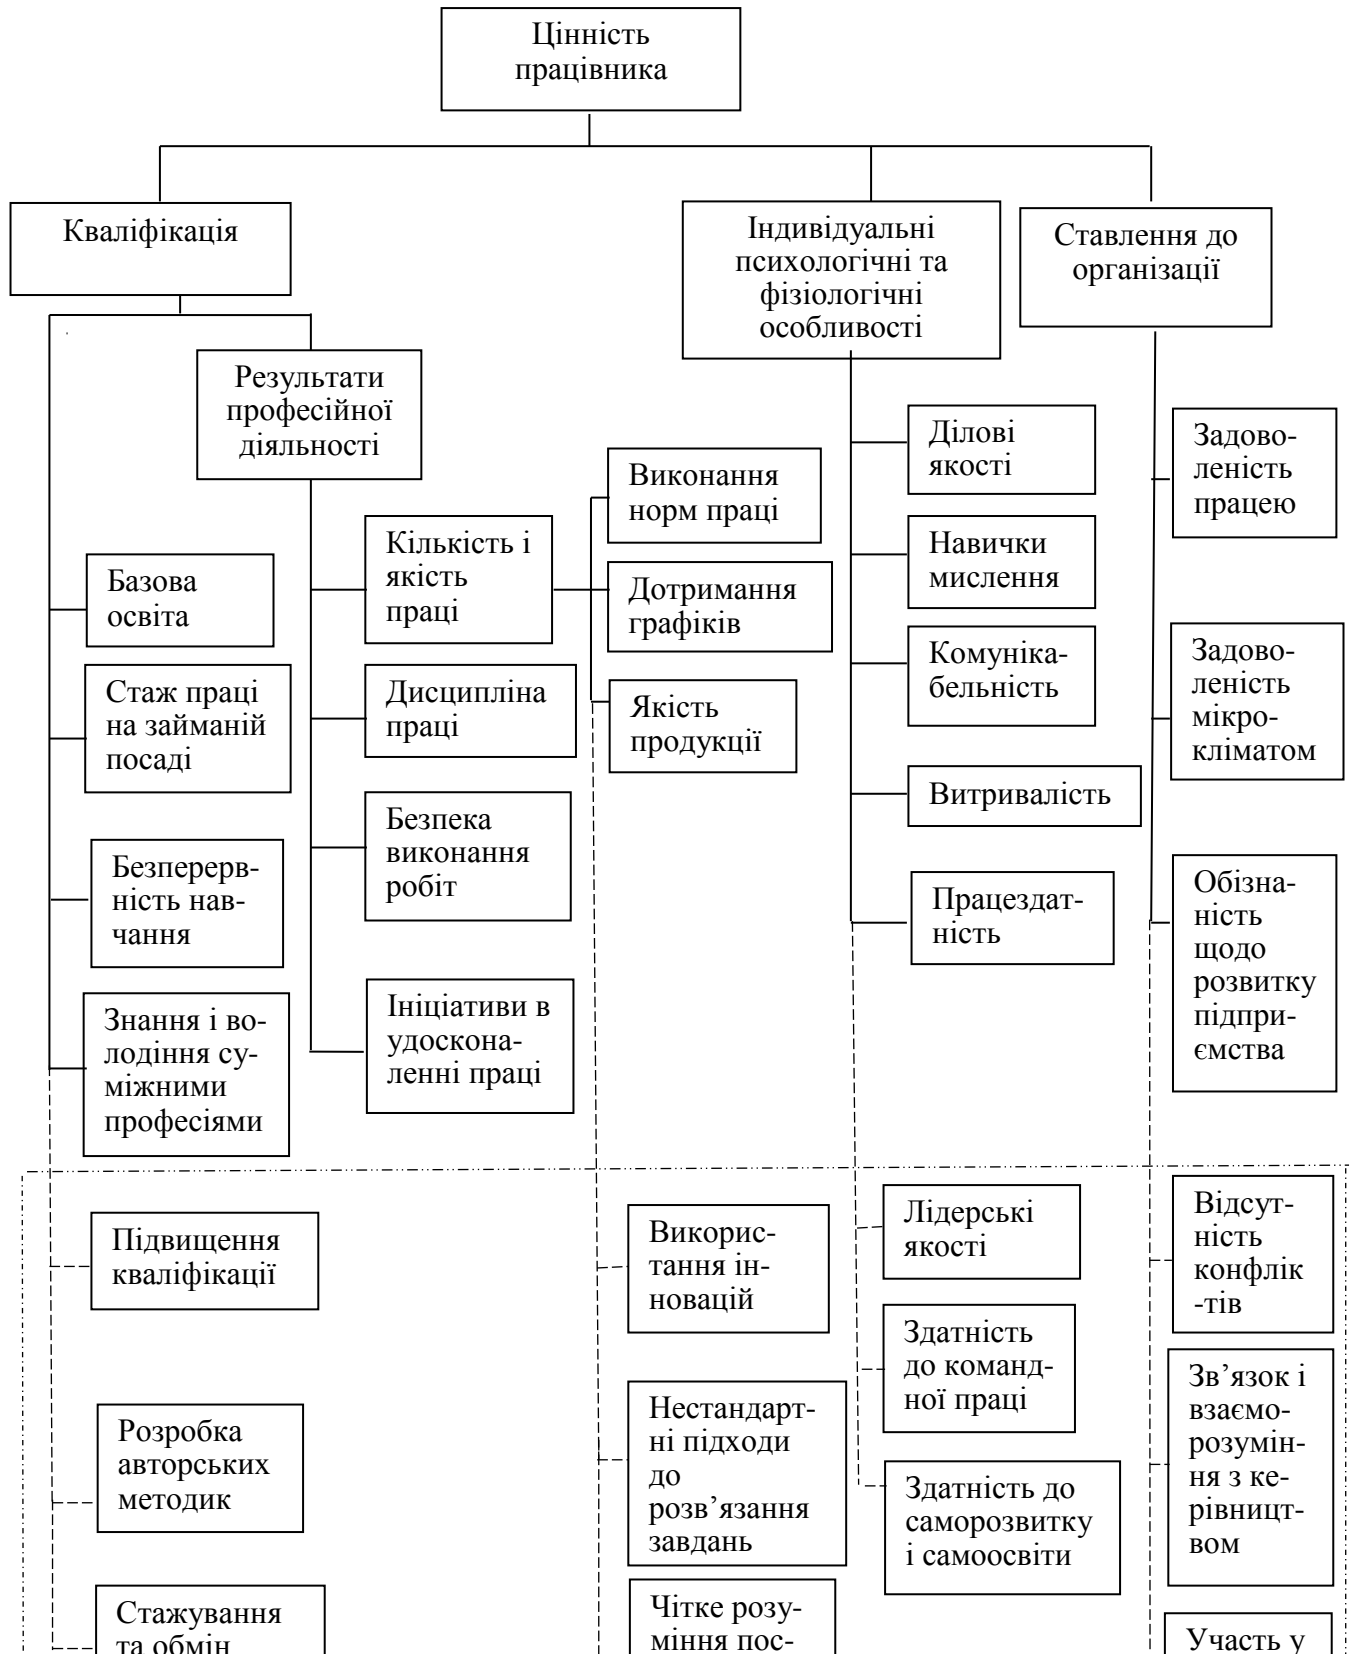 Цінність
працівника
Кваліфікація
Індивідуальні
психологічні та
фізіологічні
особливості
Ставлення до
організації
Результати
професійної
діяльності
Базова
освіта
Стаж праці
на займаній
посаді
Безперерв-
ність нав-
чання
Знання і во-
лодіння су-
міжними
професіями
Кількість і
якість
праці
Дисципліна
праці
Безпека
виконання
робіт
Ініціативи в
удоскона-
ленні праці
Виконання
норм праці
Дотримання
графіків
Якість
продукції
Ділові
якості
Навички
мислення
Комуніка-
бельність
Витривалість
Працездат-
ність
Задово-
леність
працею
Задово-
леність
мікро-
кліматом
Обізна-
ність
щодо
розвитку
підпри-
ємства
Підвищення
кваліфікації
Розробка
авторських
методик
Стажування
та обмін
Викорис-
тання ін-
новацій
Нестандарт-
ні підходи
до
розв’язання
завдань
Чітке розу-
міння пос-
Лідерські
якості
Здатність
до команд-
ної праці
Здатність до
саморозвитку
і самоосвіти
Відсут-
ність
конфлік
-тів
Зв’язок і
взаємо-
розумін-
ня з ке-
рівницт-
вом
Участь у